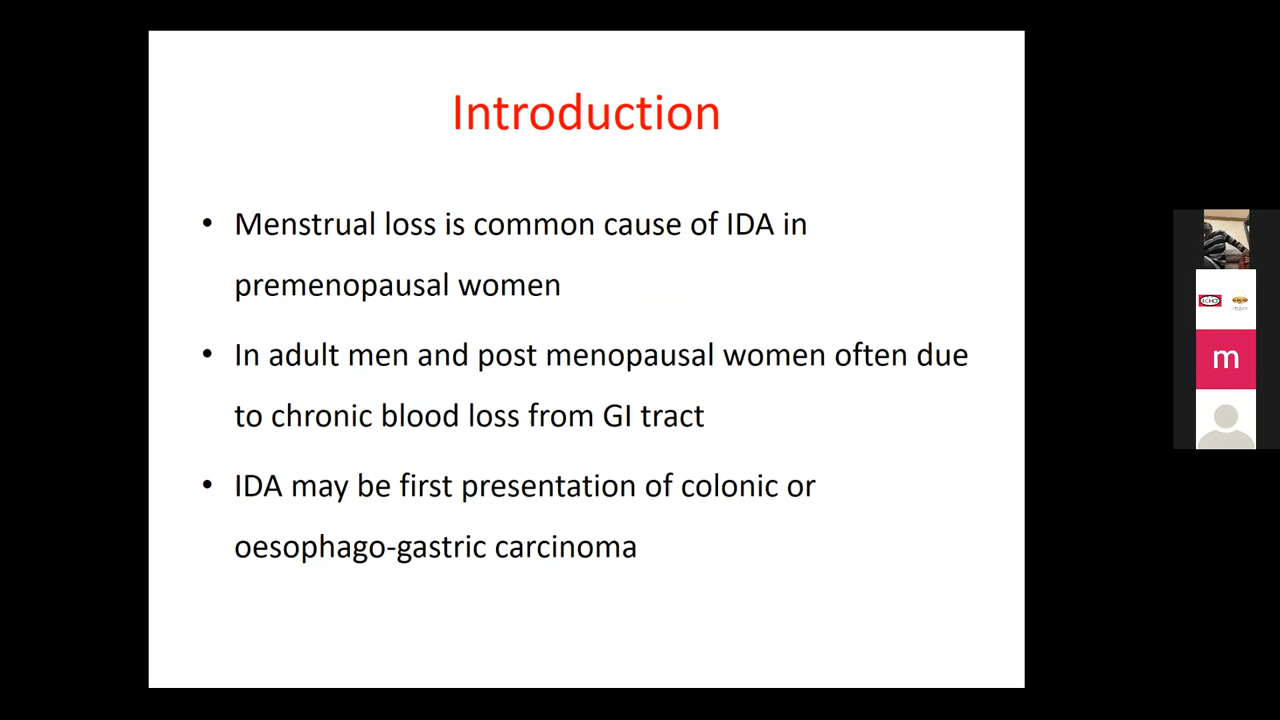 Introduction
• Menstrual loss is common cause of IDA in
premenopausal women
• In adult men and post menopausal women often due
to chronic blood loss from GI tract
• IDA may be first presentation of colonic or
oesophago-gastric carcinoma
ECHO
m